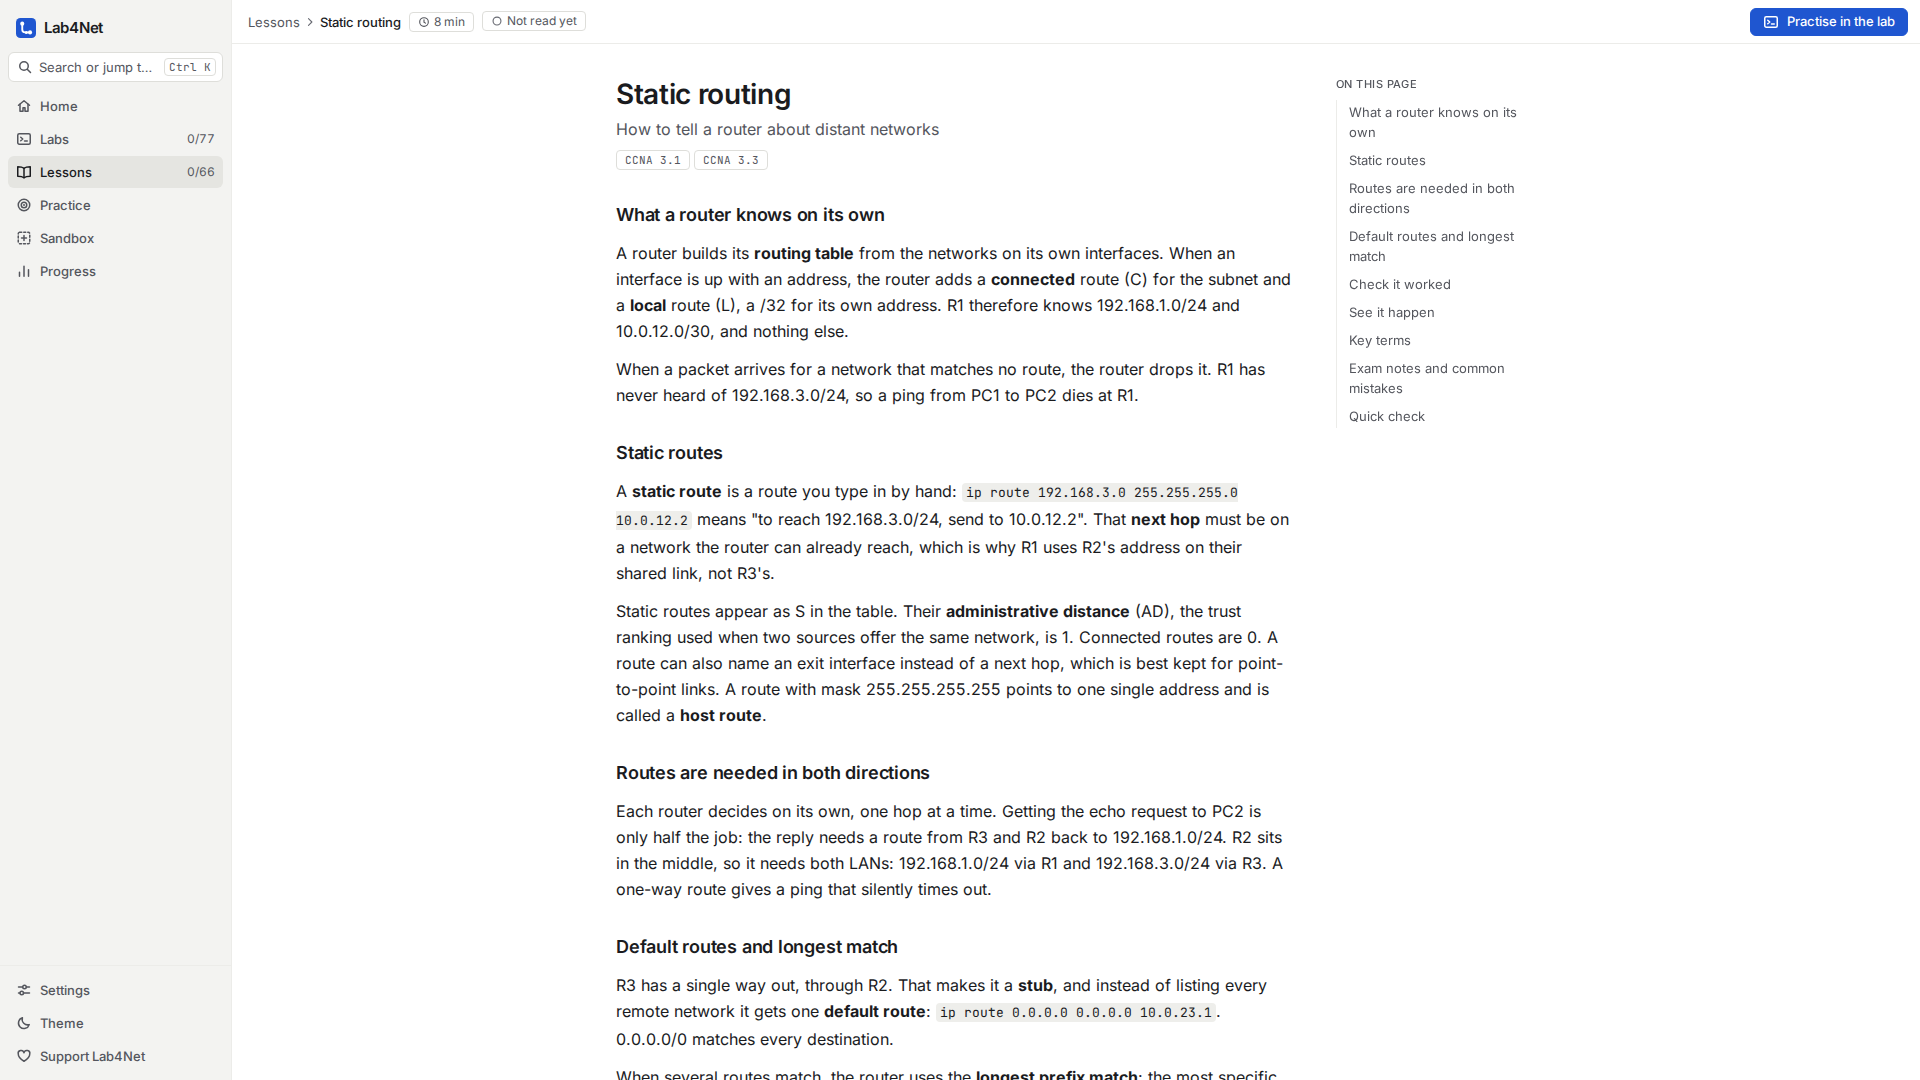 Lab4Net
Search or jump t... Ctrl K
Home
Labs 0/77
Lessons 0/66
Practice
Sandbox
Progress
Settings
Theme
Support Lab4Net
Lessons > Static routing 8 min Not read yet
Practise in the lab
Static routing
How to tell a router about distant networks
CCNA 3.1 CCNA 3.3
What a router knows on its own
A router builds its routing table from the networks on its own interfaces. When an
interface is up with an address, the router adds a connected route (C) for the subnet and
a local route (L), a /32 for its own address. R1 therefore knows 192.168.1.0/24 and
10.0.12.0/30, and nothing else.
When a packet arrives for a network that matches no route, the router drops it. R1 has
never heard of 192.168.3.0/24, so a ping from PC1 to PC2 dies at R1.
Static routes
A static route is a route you type in by hand: ip route 192.168.3.0 255.255.255.0
10.0.12.2 means "to reach 192.168.3.0/24, send to 10.0.12.2". That next hop must be on
a network the router can already reach, which is why R1 uses R2's address on their
shared link, not R3's.
Static routes appear as S in the table. Their administrative distance (AD), the trust
ranking used when two sources offer the same network, is 1. Connected routes are 0. A
route can also name an exit interface instead of a next hop, which is best kept for point-
to-point links. A route with mask 255.255.255.255 points to one single address and is
called a host route.
Routes are needed in both directions
Each router decides on its own, one hop at a time. Getting the echo request to PC2 is
only half the job: the reply needs a route from R3 and R2 back to 192.168.1.0/24. R2 sits
in the middle, so it needs both LANs: 192.168.1.0/24 via R1 and 192.168.3.0/24 via R3. A
one-way route gives a ping that silently times out.
Default routes and longest match
R3 has a single way out, through R2. That makes it a stub, and instead of listing every
remote network it gets one default route: ip route 0.0.0.0 0.0.0.0 10.0.23.1.
0.0.0.0/0 matches every destination.
When several routes match, the router uses the longest prefix match: the most specific
ON THIS PAGE
What a router knows on its
own
Static routes
Routes are needed in both
directions
Default routes and longest
match
Check it worked
See it happen
Key terms
Exam notes and common
mistakes
Quick check